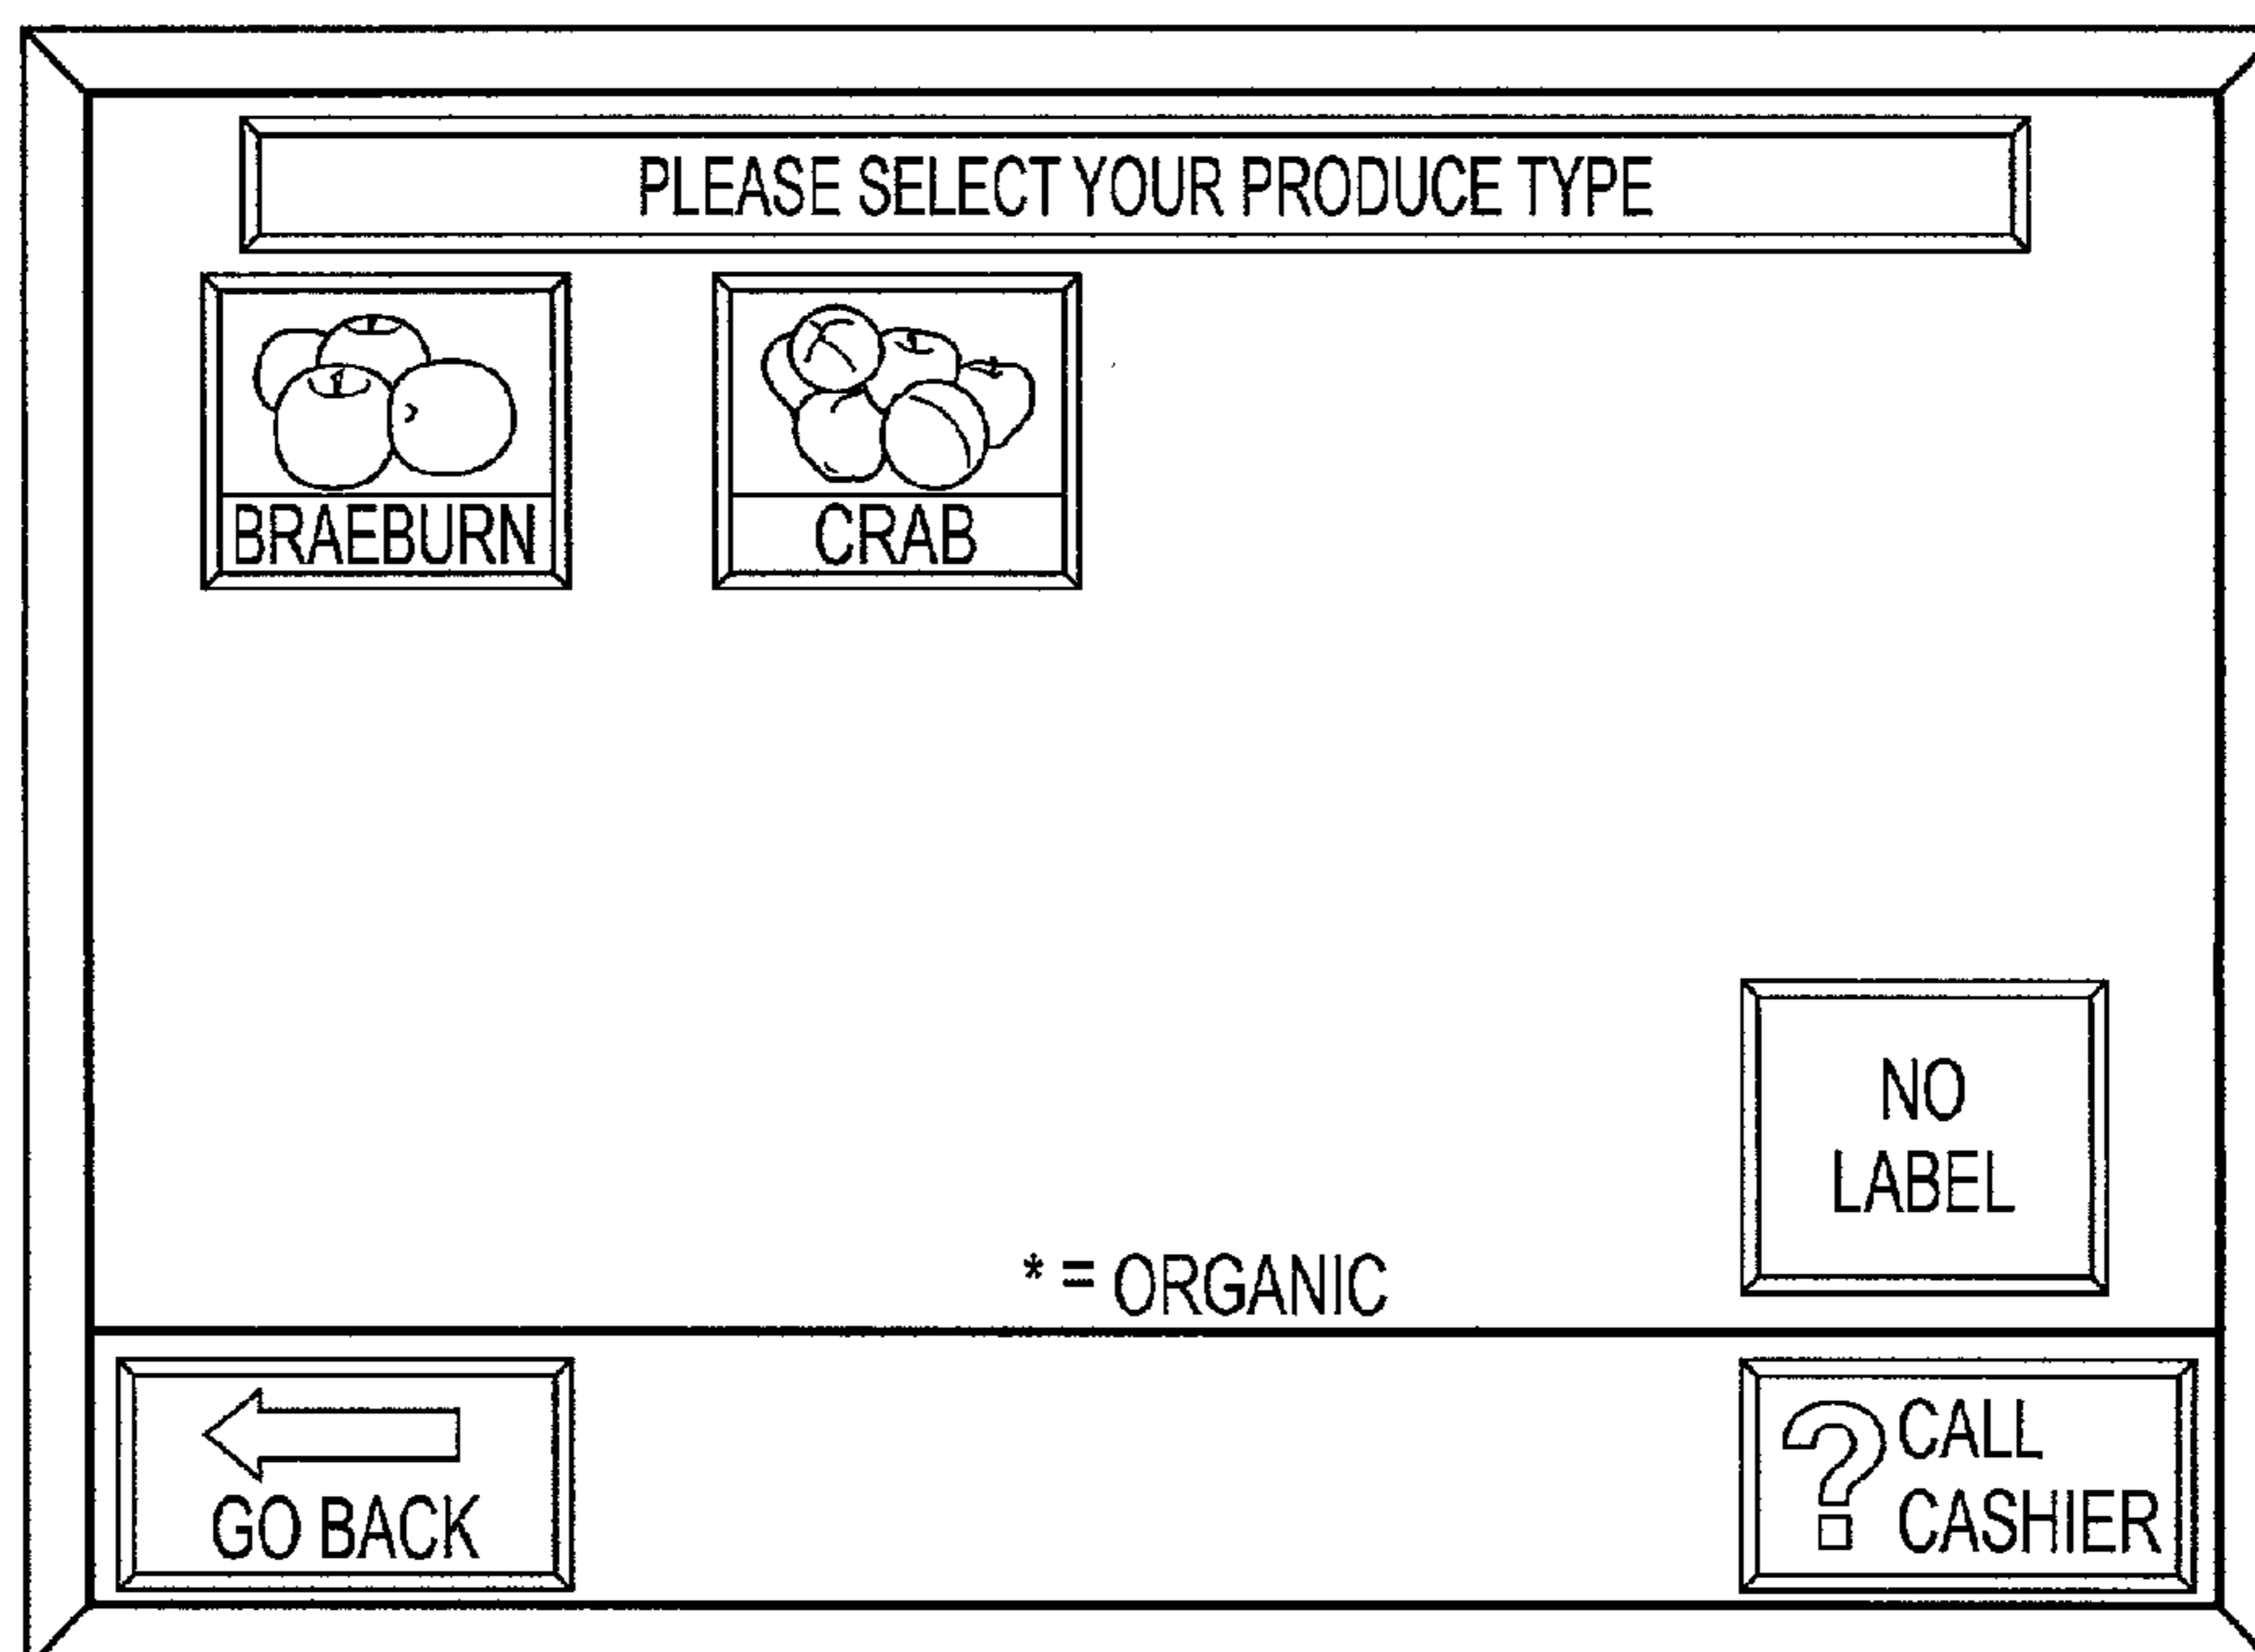 PLEASE SELECT YOUR PRODUCE TYPE
BRAEBURN
CRAB
NO
LABEL
* = ORGANIC
GO BACK
? CALL
CASHIER